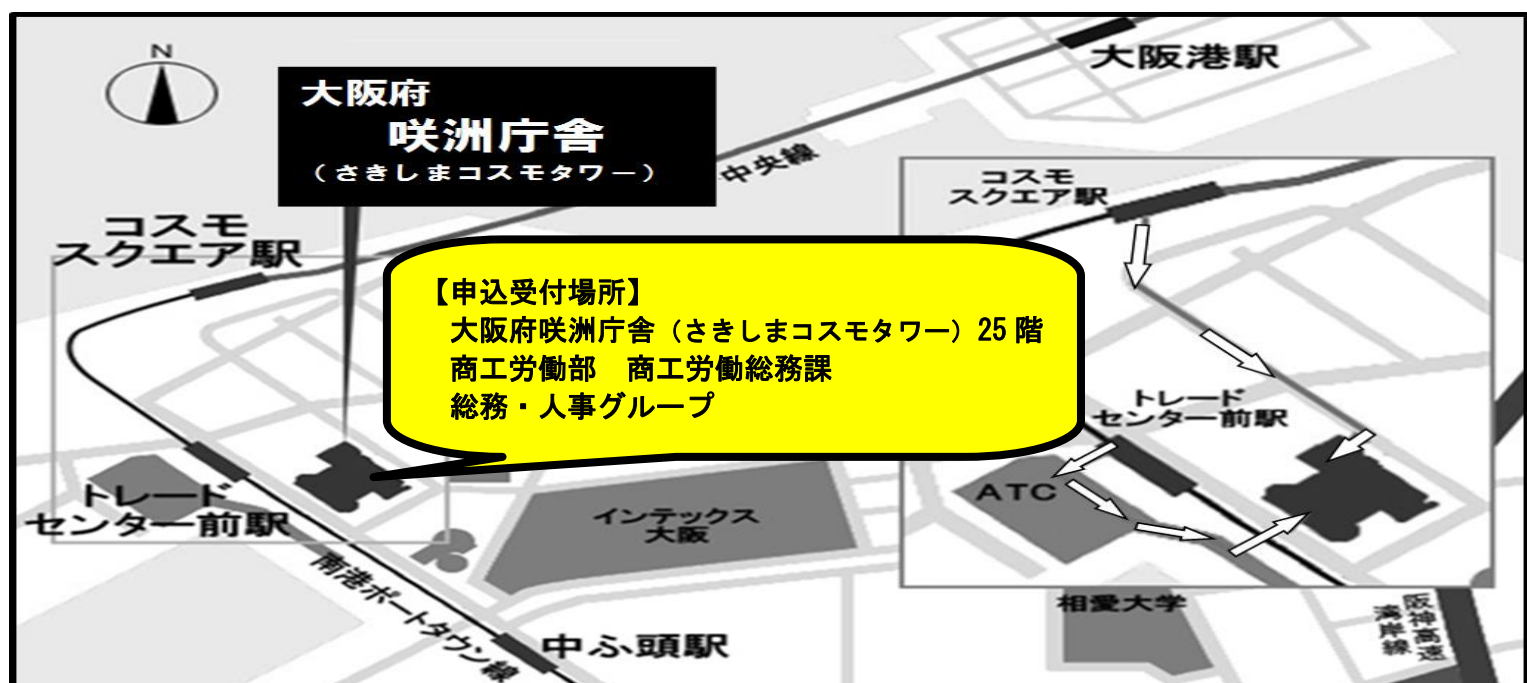 N
大阪府
咲洲庁舎
（さきしまコスモタワー）
大阪港駅
中央線
コスモ
スクエア駅
【申込受付場所】
大阪府咲洲庁舎（さきしまコスモタワー）25階
商工労働部　商工労働総務課
総務・人事グループ
トレード
センター前駅
インテックス
大阪
南港ポートタウン線
中ふ頭駅
コスモ
スクエア駅
トレード
センター前駅
ATC
相愛大学
阪神高速
湾岸線